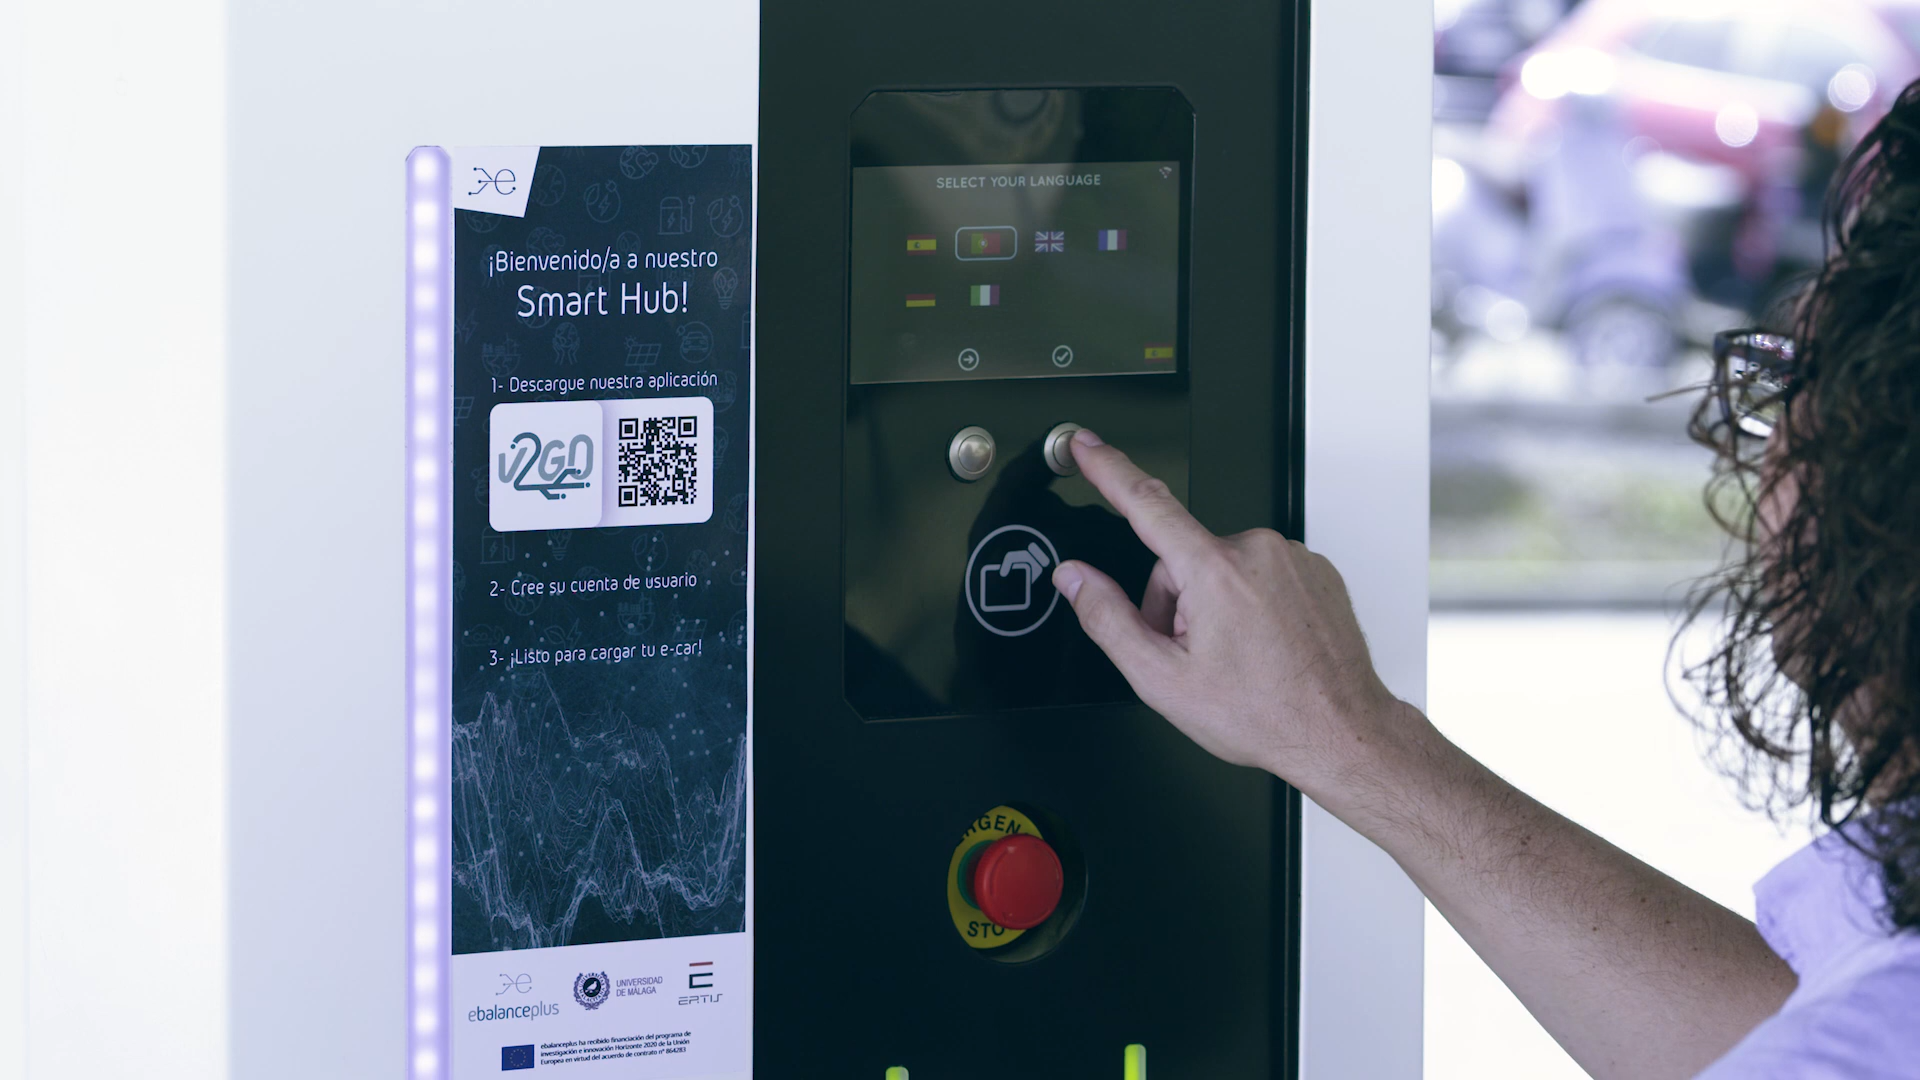 ¡Bienvenido/a a nuestro
Smart Hub!
1- Descargue nuestra aplicación
V2GO
2- Cree su cuenta de usuario
3- ¡Listo para cargar tu e-car!
ebalanceplus
UNIVERSIDAD
DE MÁLAGA
ERTIS
ebalanceplus ha recibido financiación del programa de
investigación e innovación Horizonte 2020 de la Unión
Europea en virtud del acuerdo de contrato nº 864283
SELECT YOUR LANGUAGE